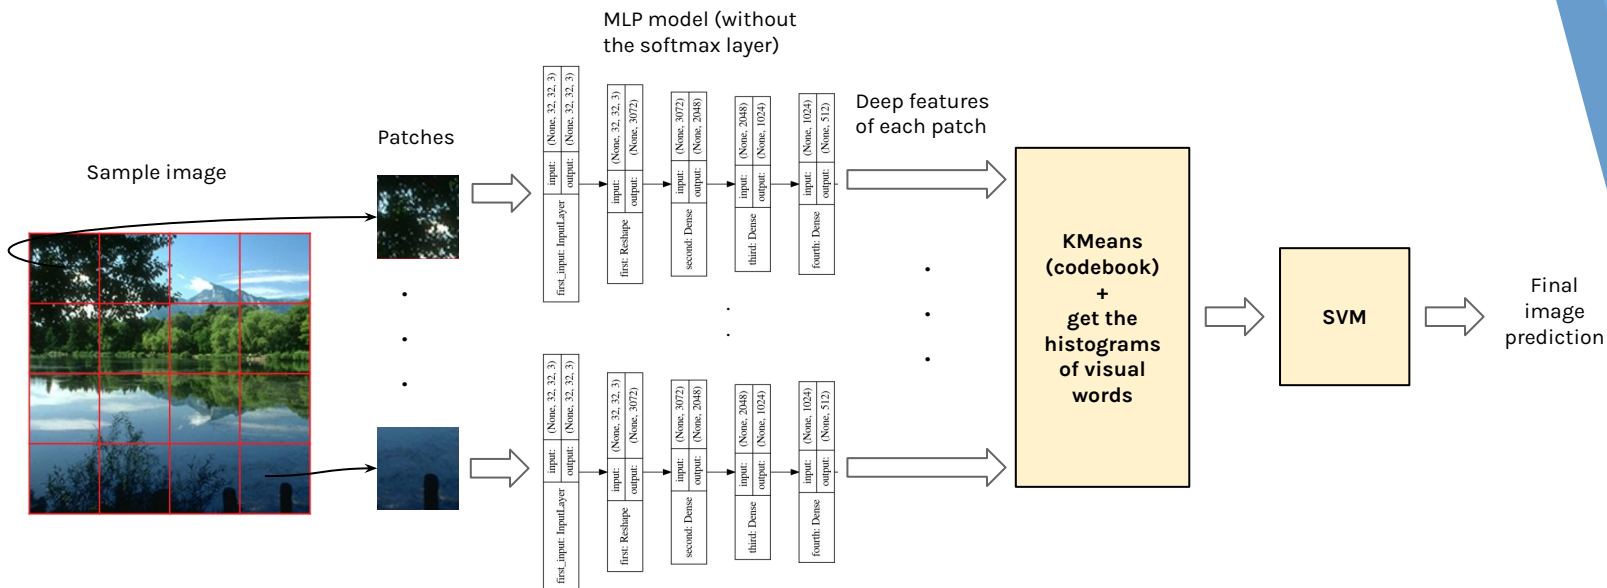 MLP model (without
the softmax layer)
Sample image
Patches
first_input: InputLayer
input:
(None, 32, 32, 3)
output:
(None, 32, 32, 3)
first: Reshape
input:
(None, 32, 32, 3)
output:
(None, 3072)
second: Dense
input:
(None, 3072)
output:
(None, 2048)
third: Dense
input:
(None, 2048)
output:
(None, 1024)
fourth: Dense
input:
(None, 1024)
output:
(None, 512)
Deep features
of each patch
first_input: InputLayer
input:
(None, 32, 32, 3)
output:
(None, 32, 32, 3)
first: Reshape
input:
(None, 32, 32, 3)
output:
(None, 3072)
second: Dense
input:
(None, 3072)
output:
(None, 2048)
third: Dense
input:
(None, 2048)
output:
(None, 1024)
fourth: Dense
input:
(None, 1024)
output:
(None, 512)
KMeans
(codebook)
+
get the
histograms
of visual
words
SVM
Final
image
prediction